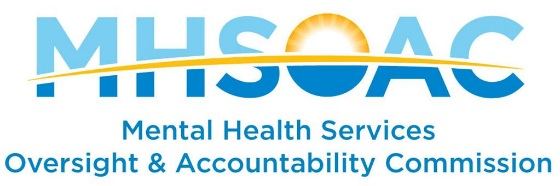 MHSOAC
Mental Health Services
Oversight & Accountability Commission